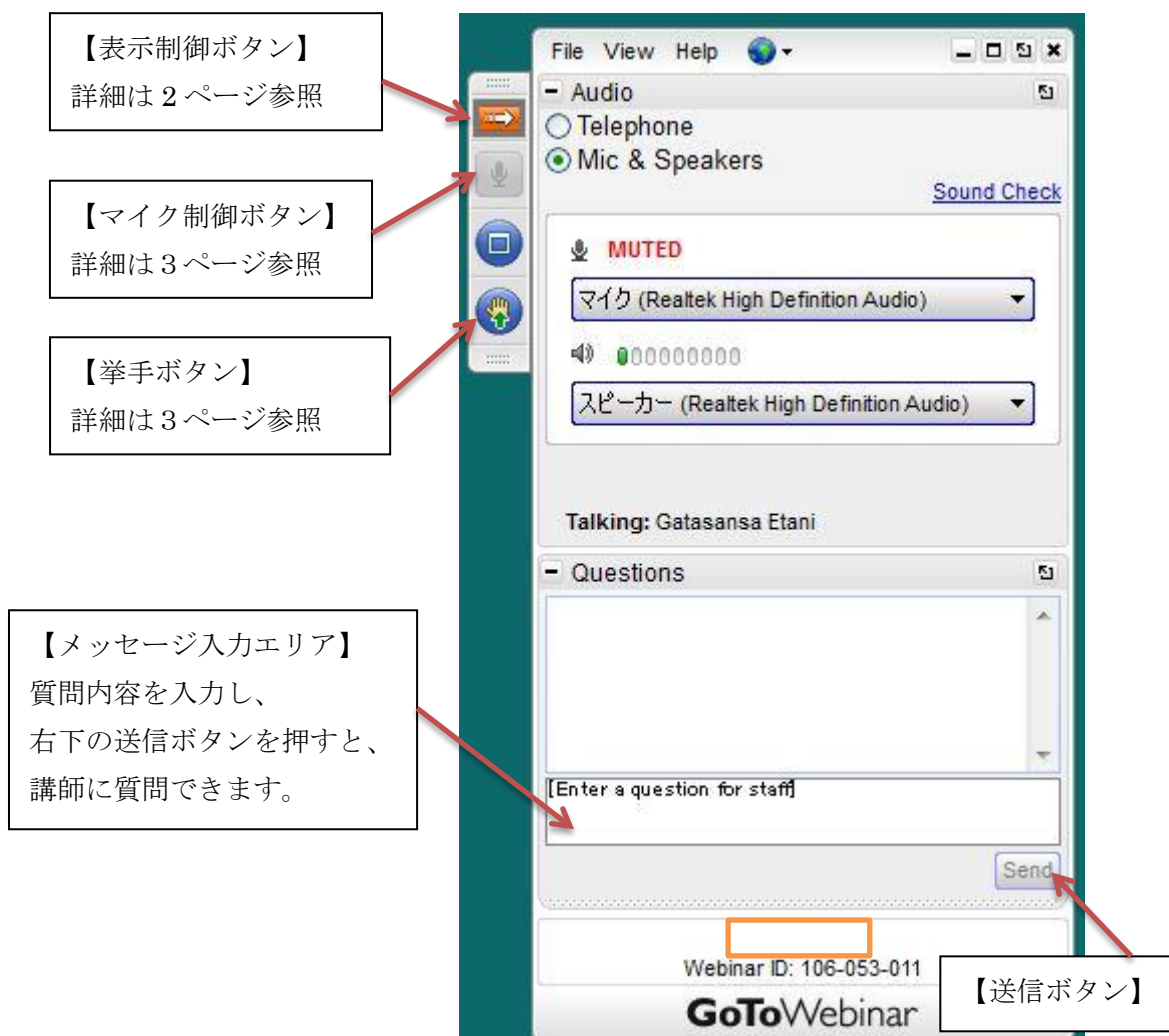 【表示制御ボタン】
詳細は2ページ参照
【マイク制御ボタン】
詳細は3ページ参照
【挙手ボタン】
詳細は3ページ参照
【メッセージ入力エリア】
質問内容を入力し、
右下の送信ボタンを押すと、
講師に質問できます。
File View Help
Audio
Telephone
Mic & Speakers
Sound Check
MUTED
マイク (Realtek High Definition Audio)
スピーカー (Realtek High Definition Audio)
Talking: Gatasansa Etani
Questions
[Enter a question for staff]
Send
Webinar ID: 106-053-011
GoToWebinar
【送信ボタン】